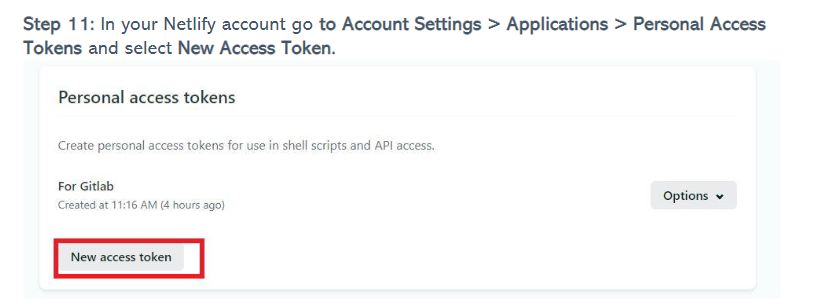 Step 11: In your Netlify account go to Account Settings > Applications > Personal Access
Tokens and select New Access Token.
Personal access tokens
Create personal access tokens for use in shell scripts and API access.
For Gitlab
Created at 11:16 AM (4 hours ago)
Options
New access token